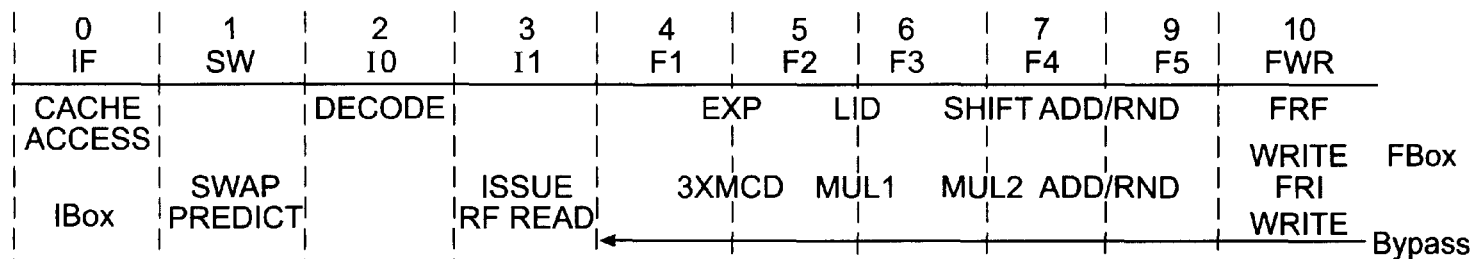 0 1 2 3 4 5 6 7 9 10
IF SW I0 I1 F1 F2 F3 F4 F5 FWR
CACHE DECODE EXP LID SHIFT ADD/RND FRF
ACCESS
WRITE FBox
SWAP ISSUE 3XMCD MUL1 MUL2 ADD/RND FRI
IBox PREDICT RF READ WRITE
Bypass